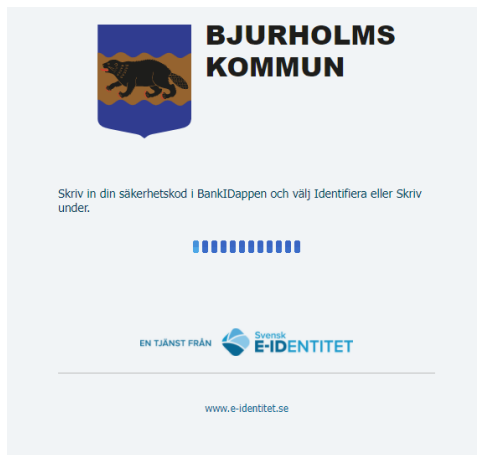 BJURHOLMS
KOMMUN
Skriv in din säkerhetskod i BankIDappen och välj Identifiera eller Skriv
under.
EN TJÄNST FRÅN Svensk
E-IDENTITET
www.e-identitet.se